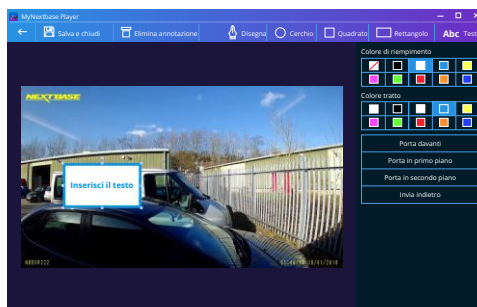 MyNextbase Player
Salva e chiudi
Elimina annotazione
Disegna
Cerchio
Quadrato
Rettangolo
Abc Test
Colore di riempimento
Colore tratto
Porta davanti
Porta in primo piano
Porta in secondo piano
Invia indietro
NEXTBASE
Inserisci il testo